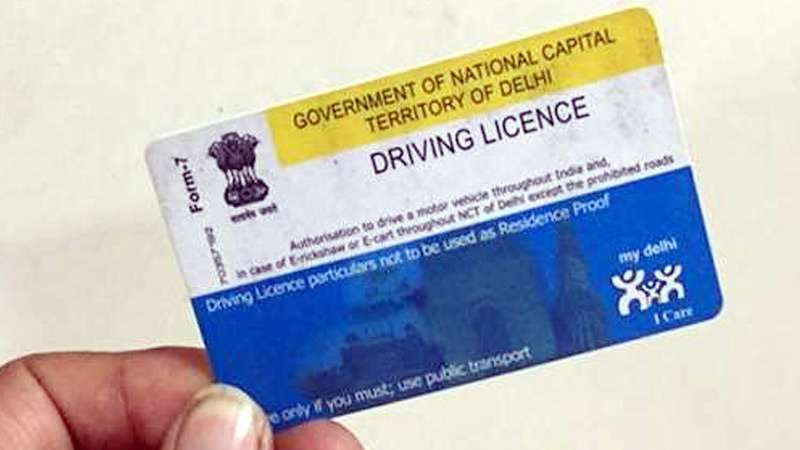 GOVERNMENT OF NATIONAL CAPITAL
TERRITORY OF DELHI
DRIVING LICENCE
Form-7
सत्यमेव जयते
Authorisation to drive a motor vehicle throughout India and,
in case of E-rickshaw or E-cart throughout NCT of Delhi except the prohibited roads
Driving Licence particulars not to be used as Residence Proof
my delhi
I Care
only if you must; use public transport